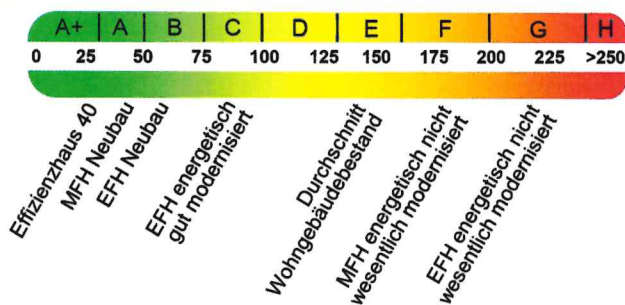 A+ A B C D E F G H
0 25 50 75 100 125 150 175 200 225 >250
Effizienzhaus 40
MFH Neubau
EFH Neubau
EFH energetisch
gut modernisiert
Durchschnitt
Wohngebäudebestand
MFH energetisch nicht
wesentlich modernisiert
EFH energetisch nicht
wesentlich modernisiert